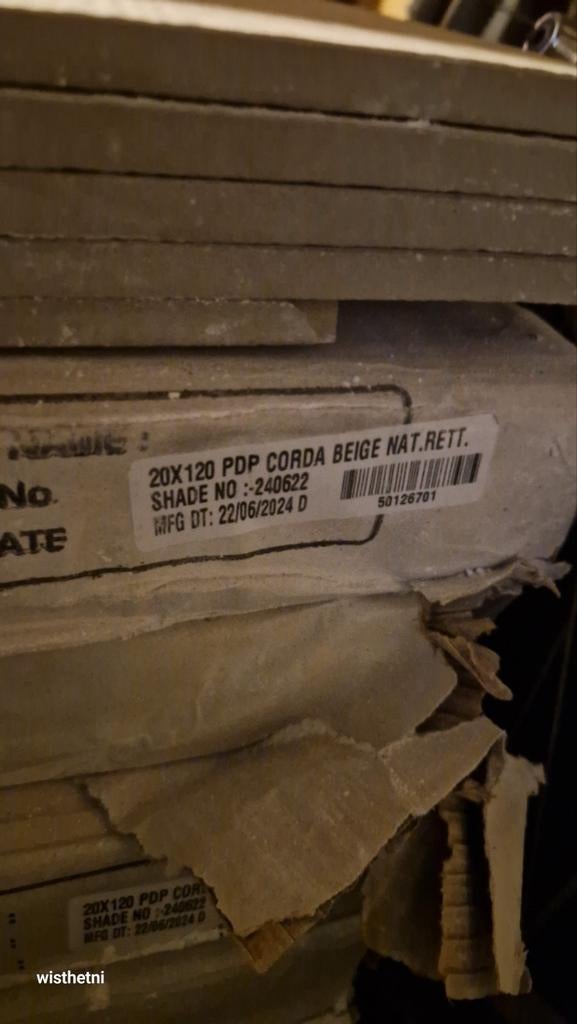 NAME :
20X120 PDP CORDA BEIGE NAT.RETT.
No.
SHADE NO :-240622
50126701
ATE
MFG DT: 22/06/2024 D
20X120 PDP COR
SHADE NO :-240622
MFG DT: 22/06/2024 D
wisthetni